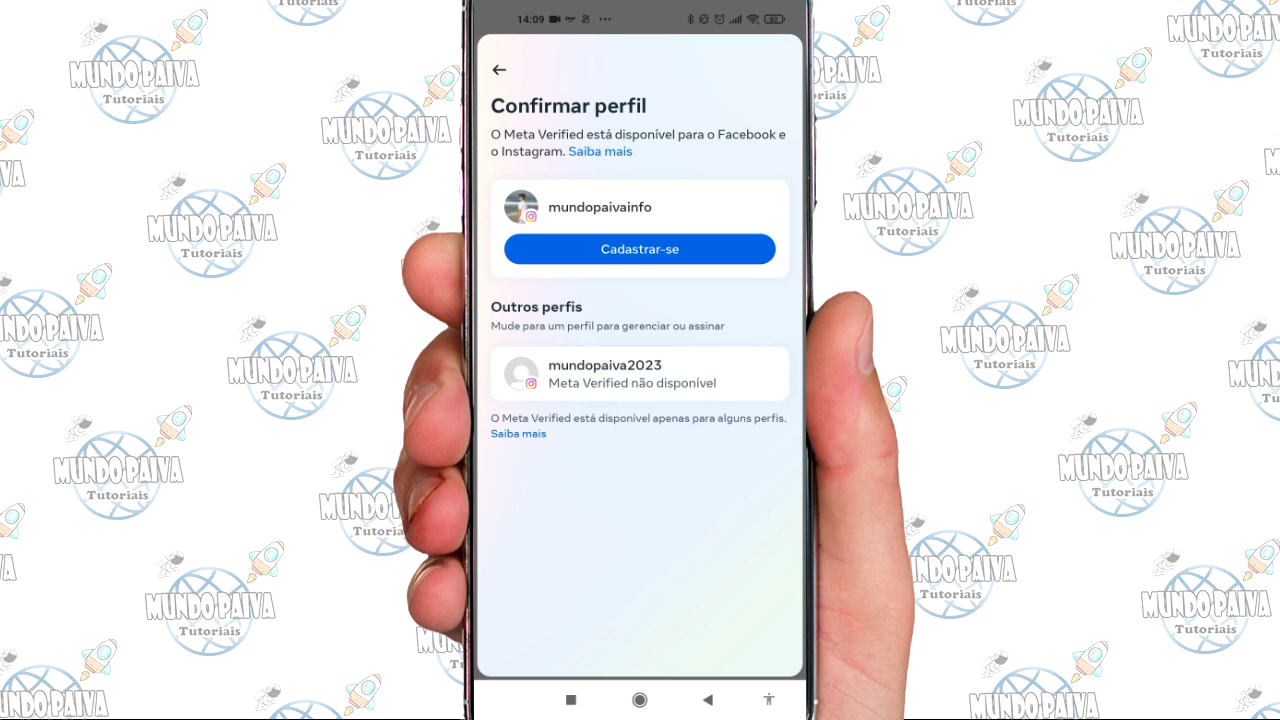 14:09
82
Confirmar perfil
O Meta Verified está disponível para o Facebook e
o Instagram. Saiba mais
mundopaivainfo
Cadastrar-se
Outros perfis
Mude para um perfil para gerenciar ou assinar
mundopaiva2023
Meta Verified não disponível
O Meta Verified está disponível apenas para alguns perfis.
Saiba mais
MUNDO PAIVA
Tutoriais